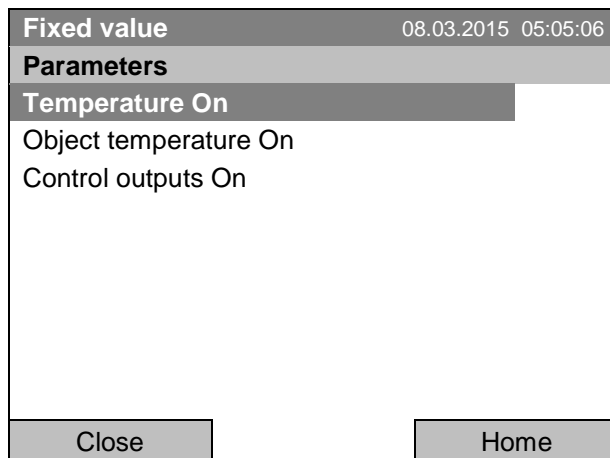 Fixed value 08.03.2015 05:05:06
Parameters
Temperature On
Object temperature On
Control outputs On
Close Home